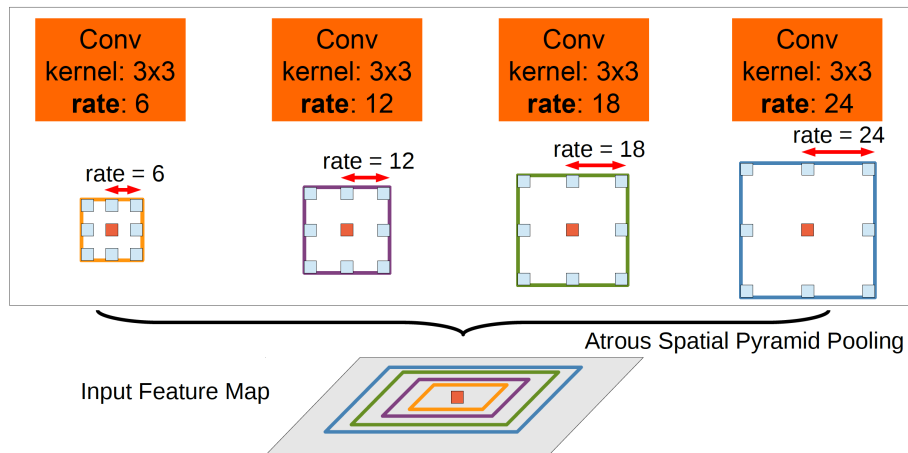 Conv
kernel: 3x3
rate: 6
Conv
kernel: 3x3
rate: 12
Conv
kernel: 3x3
rate: 18
Conv
kernel: 3x3
rate: 24
rate = 6
rate = 12
rate = 18
rate = 24
Atrous Spatial Pyramid Pooling
Input Feature Map